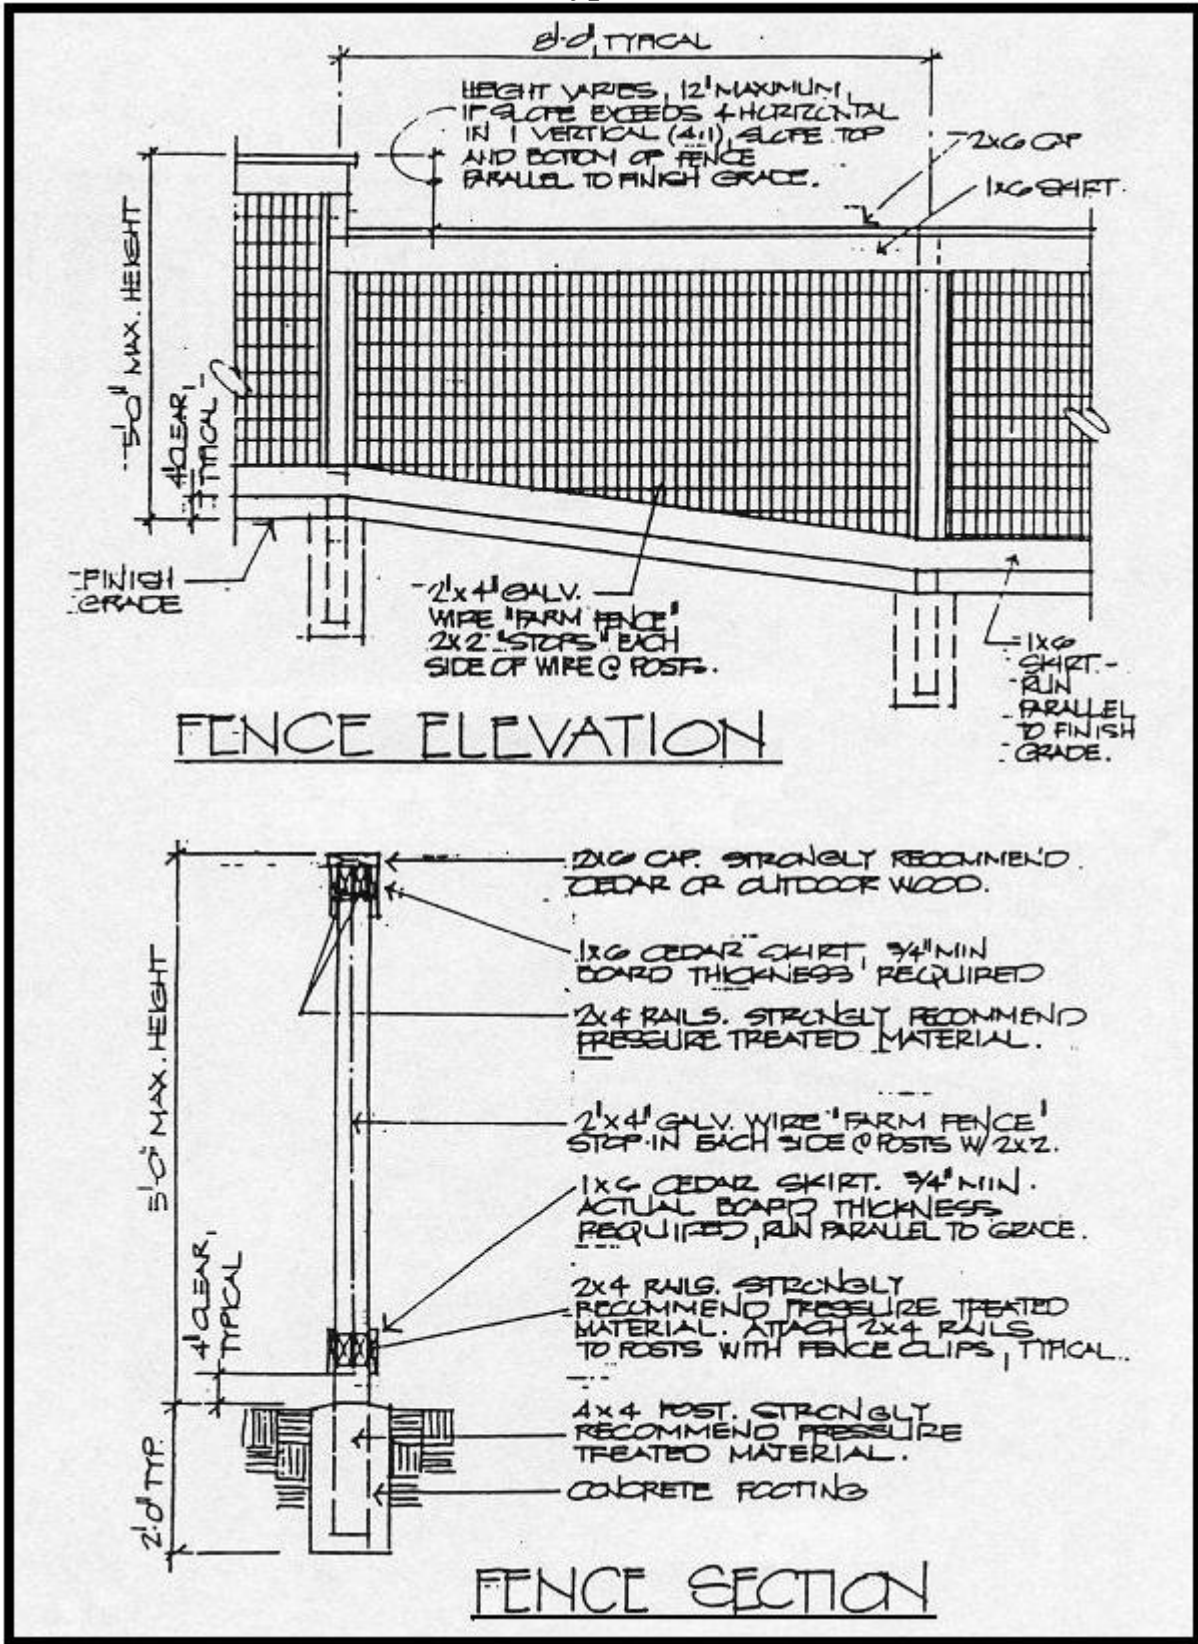 8'-0" TYPICAL
HEIGHT VARIES, 12" MAXIMUM,
IF SLOPE EXCEEDS 4 HORIZONTAL
IN 1 VERTICAL (4:1), SLOPE TOP
AND BOTTOM OF FENCE
PARALLEL TO FINISH GRADE.
2x6 CAP
1x6 SKIRT
5'-0" MAX. HEIGHT
4" CLEAR,
TYPICAL
FINISH
GRADE
2"x4" GALV.
WIRE "FARM FENCE"
2x2 "STOPS" EACH
SIDE OF WIRE @ POSTS.
1x6
SKIRT -
RUN
PARALLEL
TO FINISH
GRADE.
FENCE ELEVATION
2x6 CAP. STRONGLY RECOMMEND
CEDAR OR OUTDOOR WOOD.
1x6 CEDAR SKIRT, 3/4" MIN
BOARD THICKNESS REQUIRED
2x4 RAILS. STRONGLY RECOMMEND
PRESSURE TREATED MATERIAL.
5'-0" MAX. HEIGHT
2"x4" GALV. WIRE "FARM FENCE"
STOP-IN EACH SIDE @ POSTS W/ 2x2.
1x6 CEDAR SKIRT. 3/4" MIN.
ACTUAL BOARD THICKNESS
REQUIRED, RUN PARALLEL TO GRADE.
4" CLEAR,
TYPICAL
2x4 RAILS. STRONGLY
RECOMMEND PRESSURE TREATED
MATERIAL. ATTACH 2x4 RAILS
TO POSTS WITH FENCE CLIPS, TYPICAL.
2'-0" TYP.
4x4 POST. STRONGLY
RECOMMEND PRESSURE
TREATED MATERIAL.
CONCRETE FOOTING
FENCE SECTION